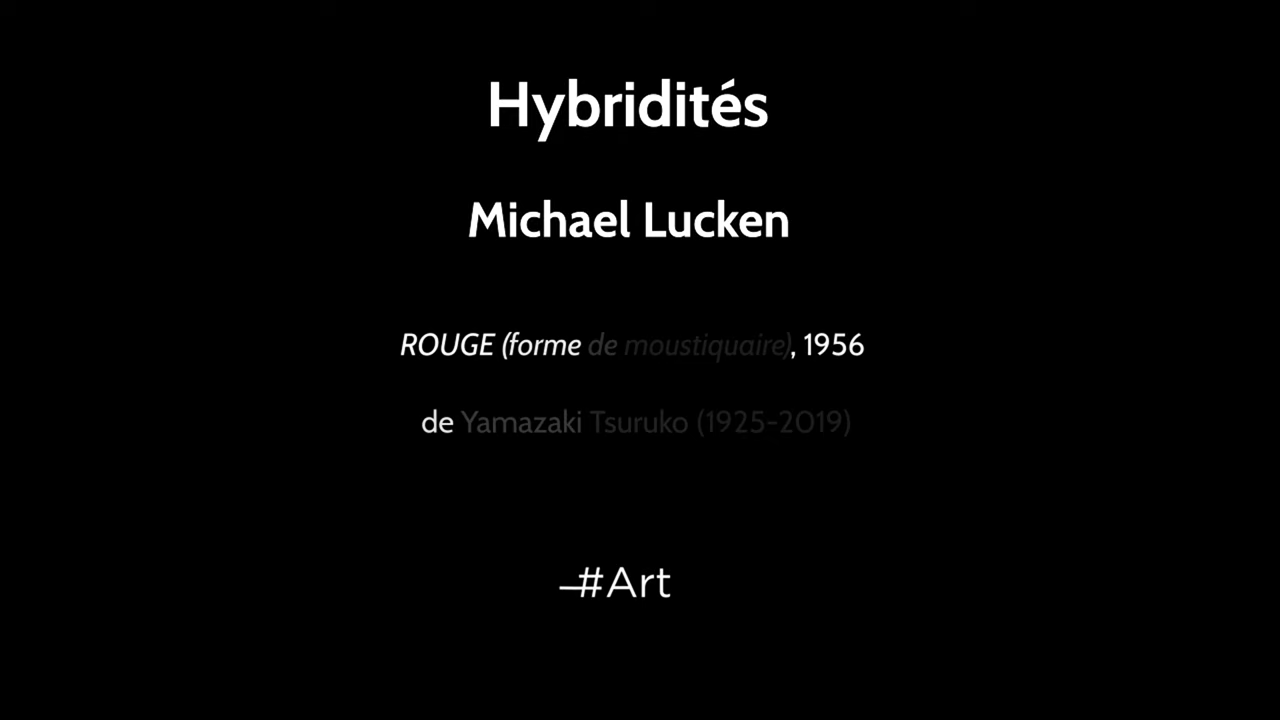 Hybridités
Michael Lucken
ROUGE (forme de moustiquaire), 1956
de Yamazaki Tsuruko (1925-2019)
#Art